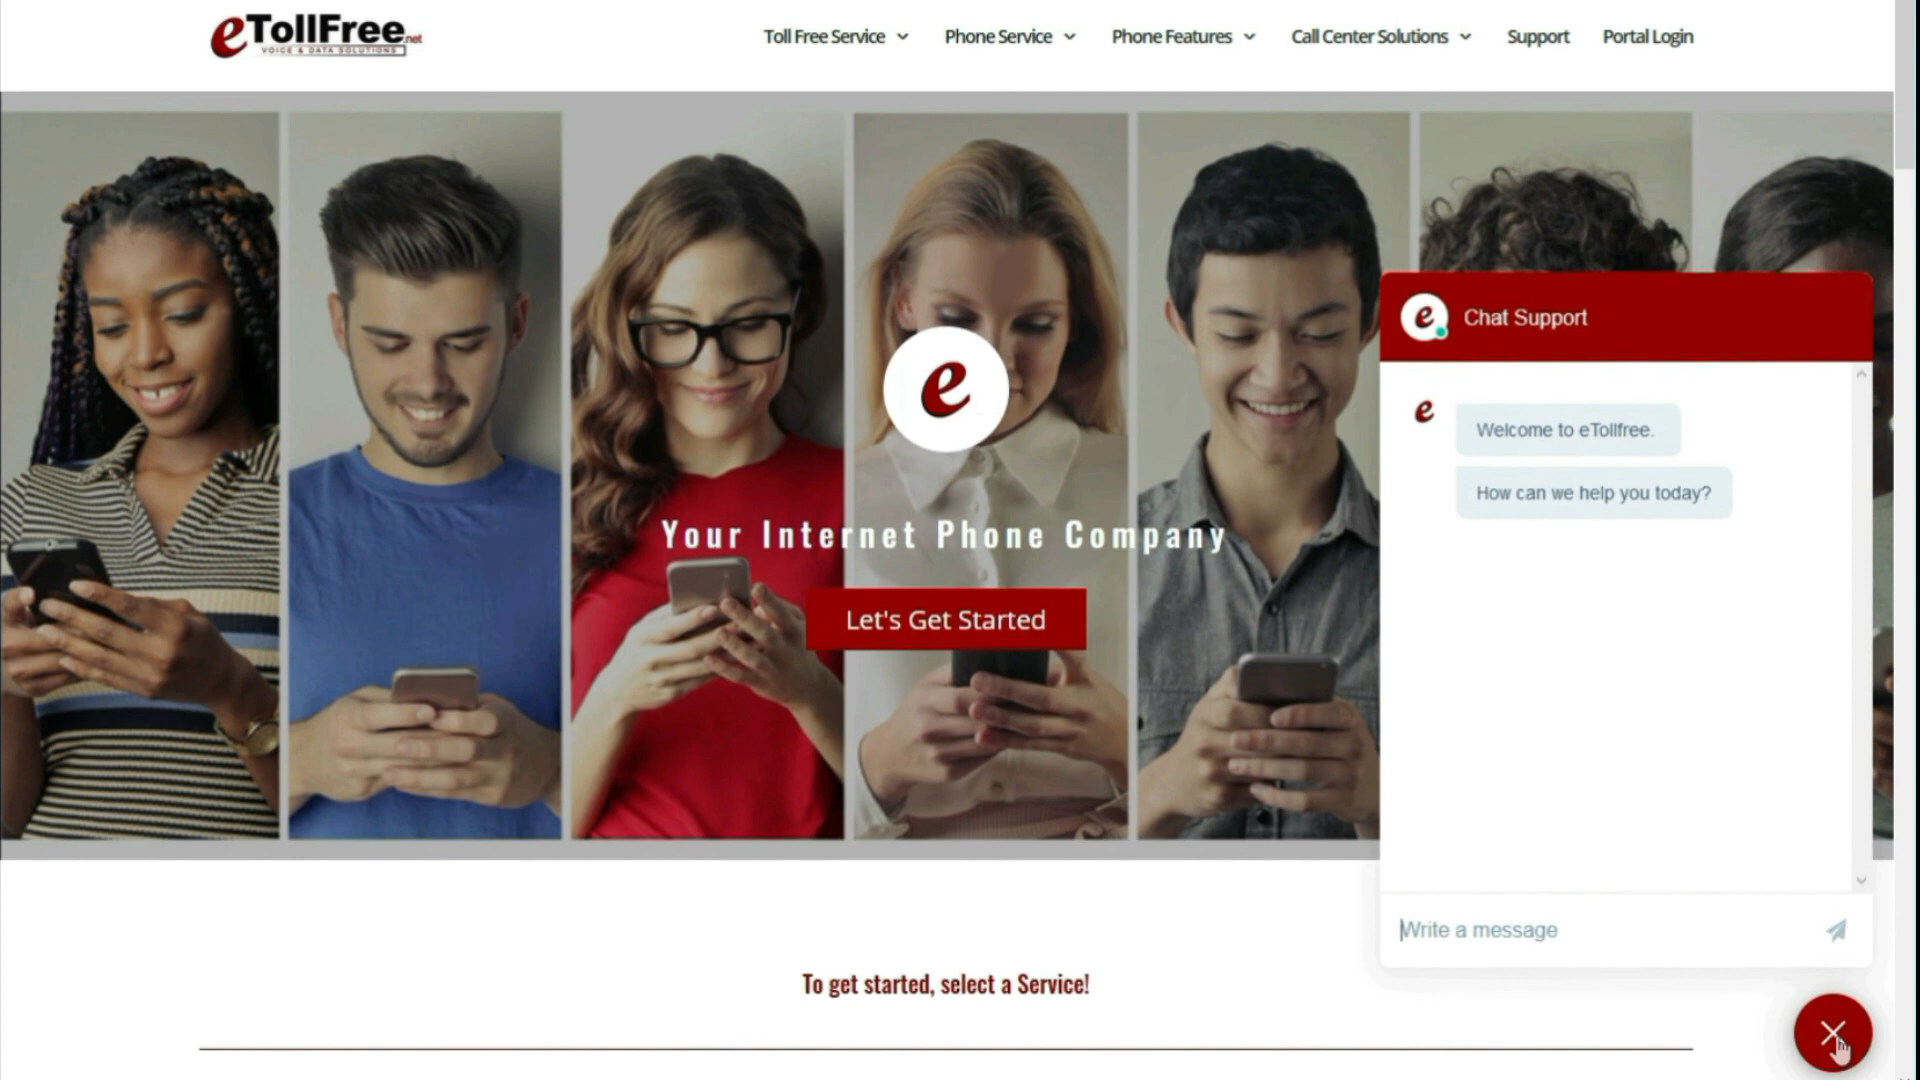 eTollFree.net
VOICE & DATA SOLUTIONS
Toll Free Service
Phone Service
Phone Features
Call Center Solutions
Support
Portal Login
e
Your Internet Phone Company
Let's Get Started
To get started, select a Service!
e
Chat Support
e
Welcome to eTollfree.
How can we help you today?
Write a message